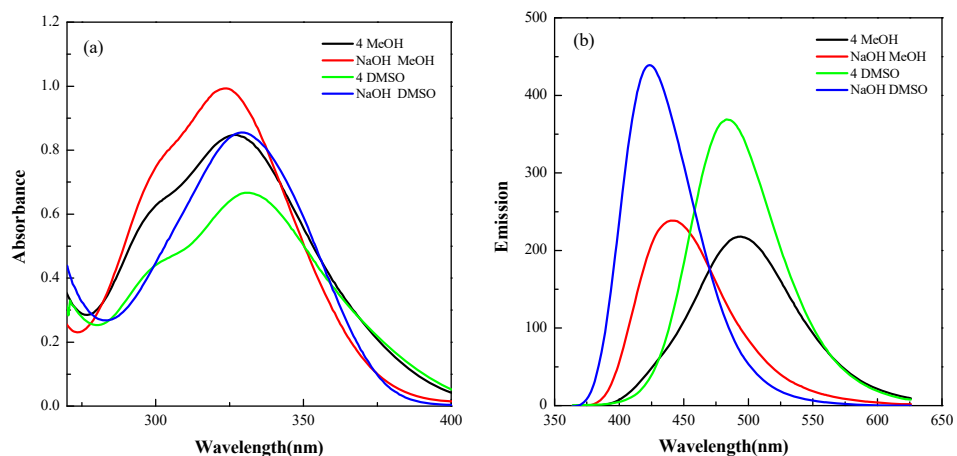 (a)
4 MeOH
NaOH MeOH
4 DMSO
NaOH DMSO
1.2
1.0
0.8
0.6
0.4
0.2
0.0
Absorbance
300
350
400
Wavelength(nm)
(b)
4 MeOH
NaOH MeOH
4 DMSO
NaOH DMSO
500
400
300
200
100
0
Emission
350
400
450
500
550
600
650
Wavelength(nm)